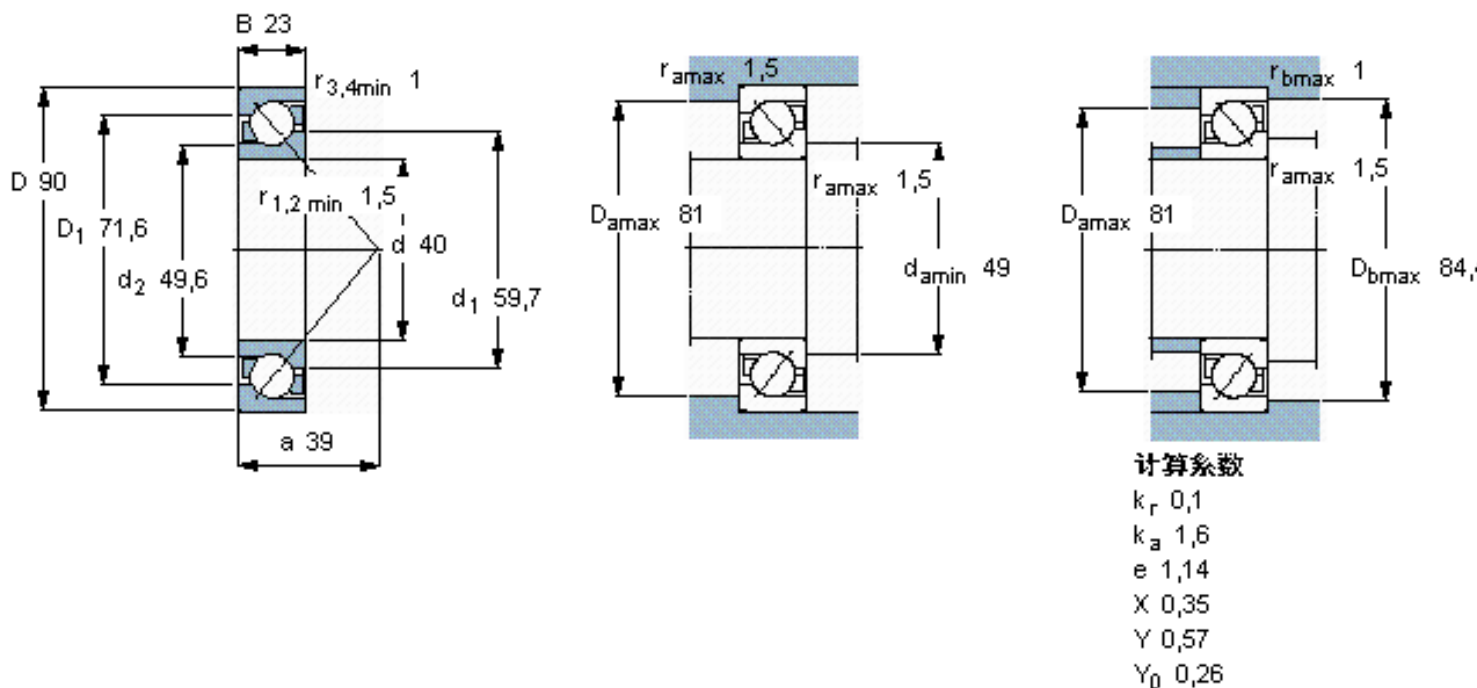 B 23
r3,4min 1
D 90
D1 71,6
d2 49,6
r1,2 min 1,5
d 40
d1 59,7
a 39
ramax 1,5
ramax 1,5
Damax 81
damin 49
rbmax 1
ramax 1,5
Damax 81
Dbmax 84,4
计算系数
kr 0,1
ka 1,6
e 1,14
X 0,35
Y 0,57
Y0 0,26